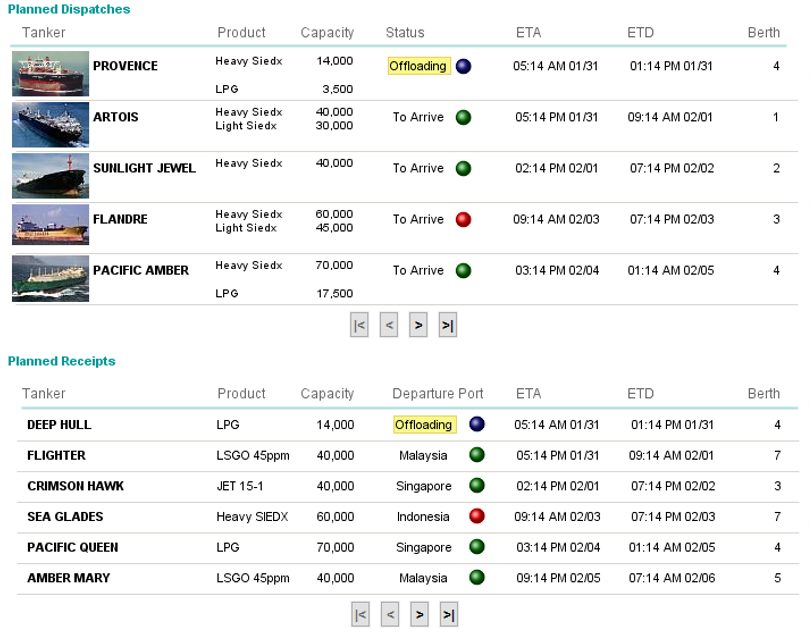 Planned Dispatches
Tanker Product Capacity Status ETA ETD Berth
PROVENCE Heavy Siedx 14,000 Offloading 05:14 AM 01/31 01:14 PM 01/31 4
LPG 3,500
ARTOIS Heavy Siedx 40,000 To Arrive 05:14 PM 01/31 09:14 AM 02/01 1
Light Siedx 30,000
SUNLIGHT JEWEL Heavy Siedx 40,000 To Arrive 02:14 PM 02/01 07:14 PM 02/02 2
FLANDRE Heavy Siedx 60,000 To Arrive 09:14 AM 02/03 07:14 PM 02/03 3
Light Siedx 45,000
PACIFIC AMBER Heavy Siedx 70,000 To Arrive 03:14 PM 02/04 01:14 AM 02/05 4
LPG 17,500
|< < > >|
Planned Receipts
Tanker Product Capacity Departure Port ETA ETD Berth
DEEP HULL LPG 14,000 Offloading 05:14 AM 01/31 01:14 PM 01/31 4
FLIGHTER LSGO 45ppm 40,000 Malaysia 05:14 PM 01/31 09:14 AM 02/01 7
CRIMSON HAWK JET 15-1 40,000 Singapore 02:14 PM 02/01 07:14 PM 02/02 3
SEA GLADES Heavy SIEDX 60,000 Indonesia 09:14 AM 02/03 07:14 PM 02/03 7
PACIFIC QUEEN LPG 70,000 Singapore 03:14 PM 02/04 01:14 AM 02/05 4
AMBER MARY LSGO 45ppm 40,000 Malaysia 09:14 PM 02/05 07:14 AM 02/06 5
|< < > >|